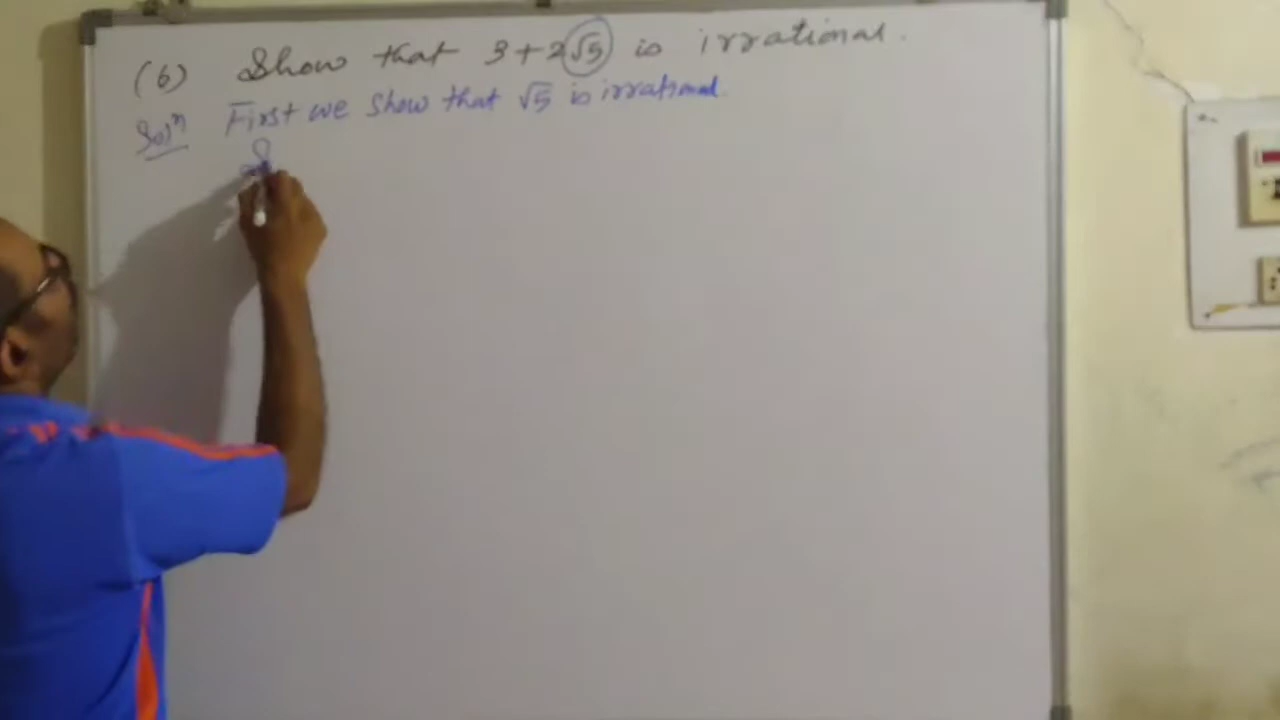 (6) Show that 3+2√5 is irrational.
Solⁿ First we show that √5 is irrational.